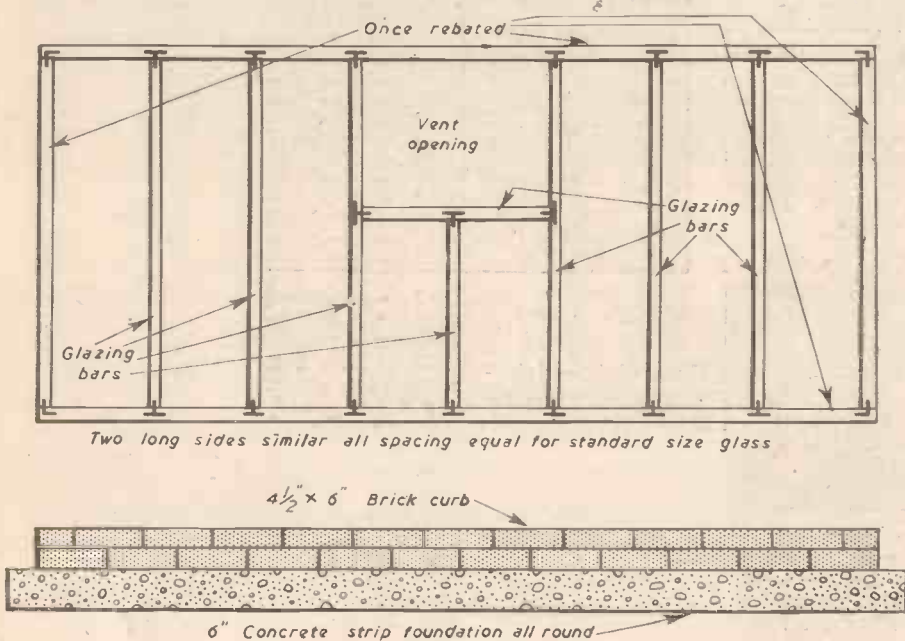 Once rebated
Vent
opening
Glazing
bars
Glazing
bars
Two long sides similar all spacing equal for standard size glass
4½" × 6" Brick curb
6" Concrete strip foundation all round